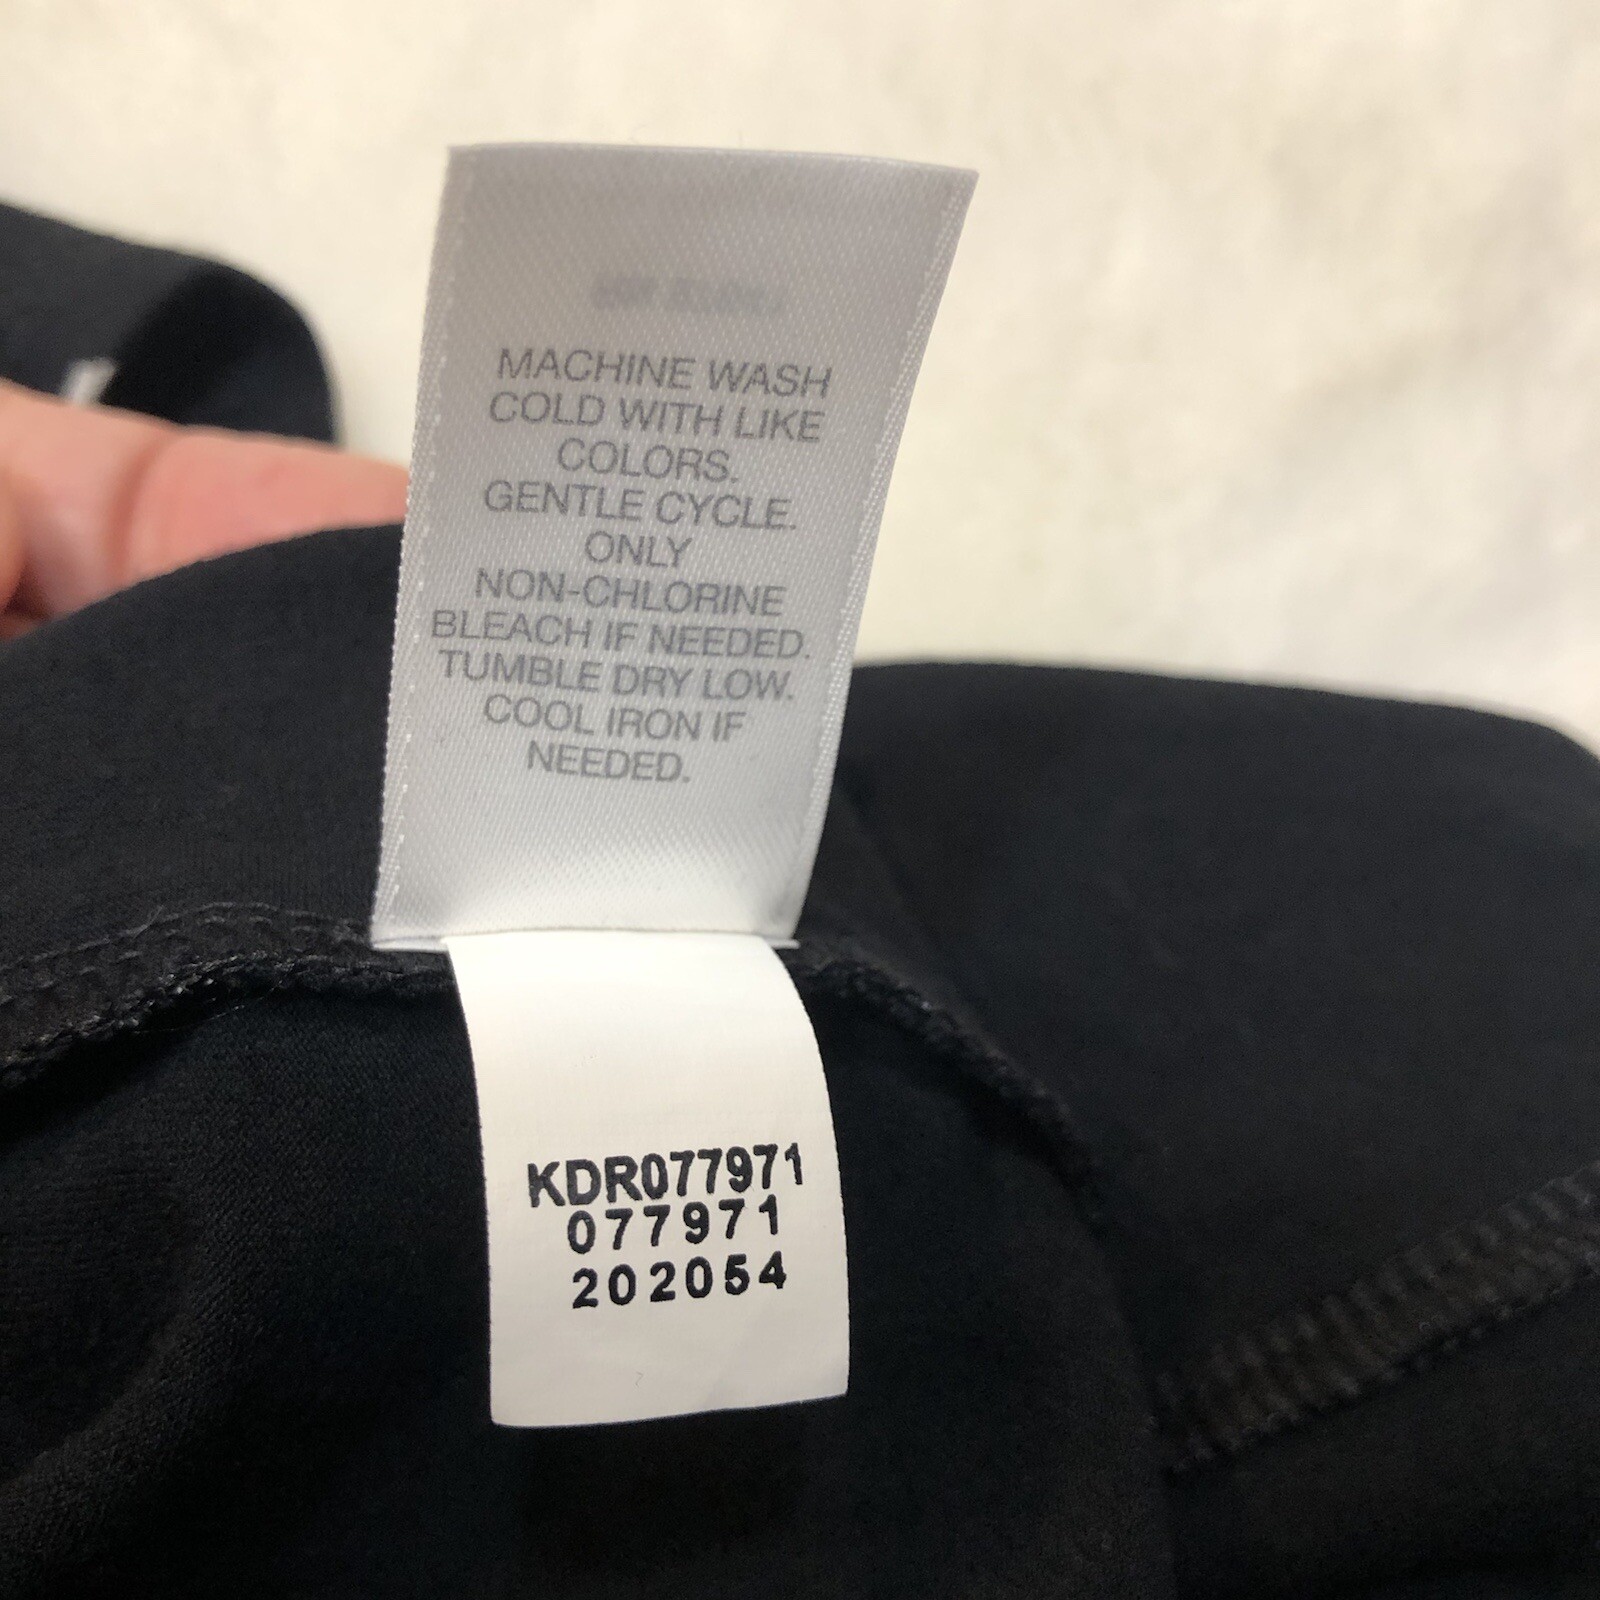 MACHINE WASH
COLD WITH LIKE
COLORS.
GENTLE CYCLE.
ONLY
NON-CHLORINE
BLEACH IF NEEDED.
TUMBLE DRY LOW.
COOL IRON IF
NEEDED.
KDR077971
077971
202054